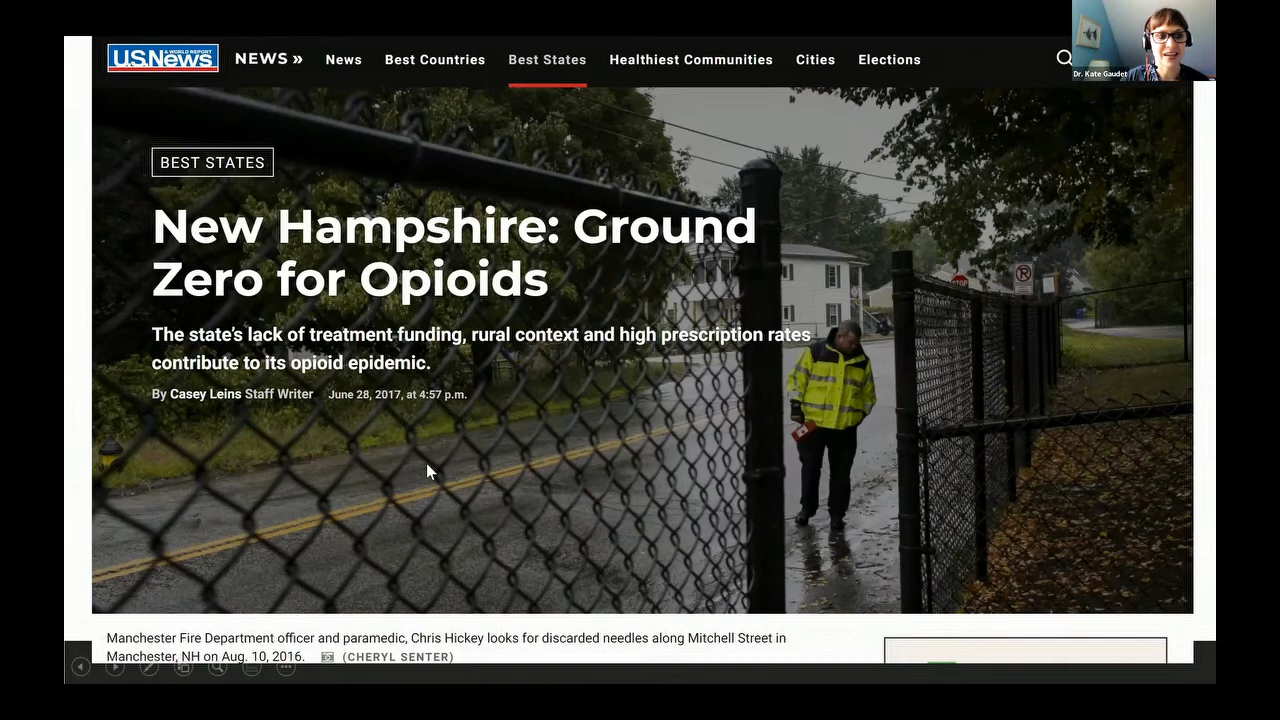 U.S.News
& WORLD REPORT
NEWS »
News
Best Countries
Best States
Healthiest Communities
Cities
Elections
Dr. Kate Gaudet
BEST STATES
New Hampshire: Ground
Zero for Opioids
The state's lack of treatment funding, rural context and high prescription rates
contribute to its opioid epidemic.
By Casey Leins Staff Writer June 28, 2017, at 4:57 p.m.
STOP
Manchester Fire Department officer and paramedic, Chris Hickey looks for discarded needles along Mitchell Street in
Manchester, NH on Aug. 10, 2016. (CHERYL SENTER)